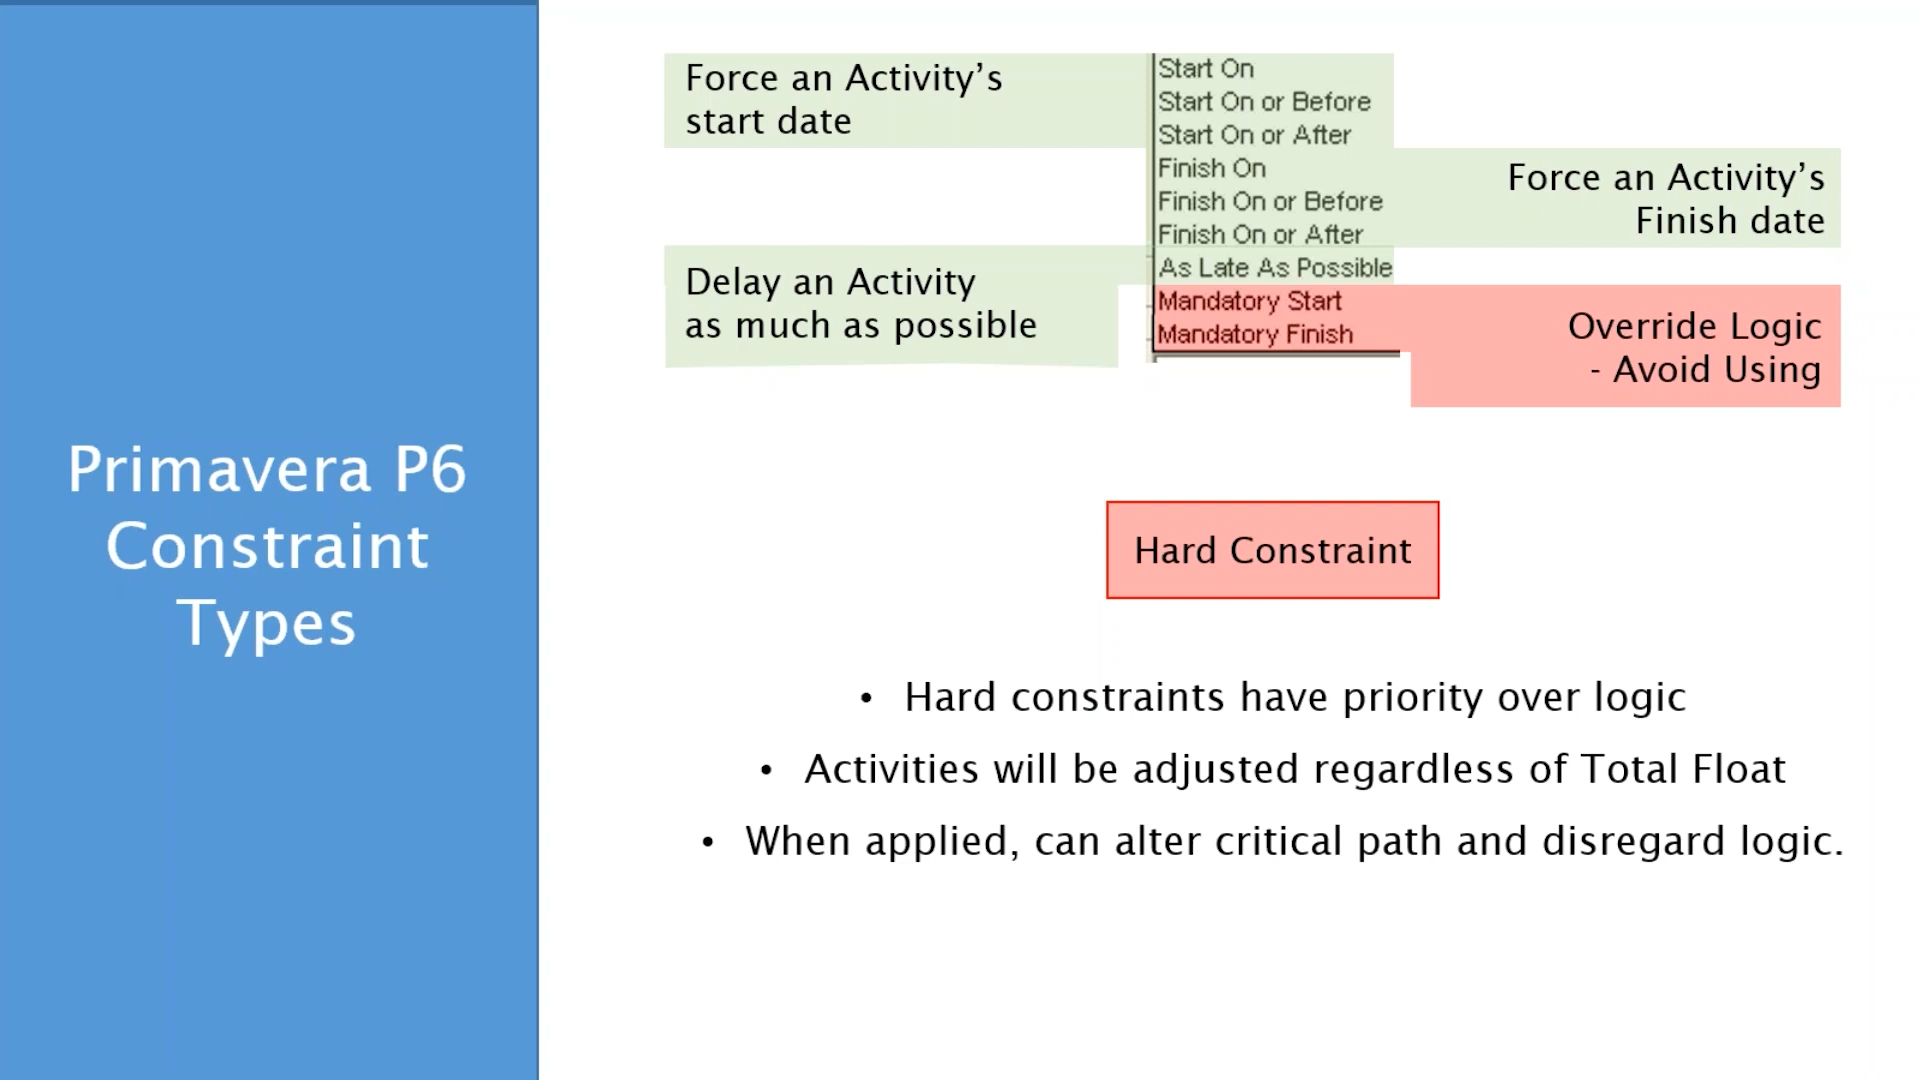 Primavera P6
Constraint
Types
Force an Activity’s
start date
Start On
Start On or Before
Start On or After
Finish On
Finish On or Before
Finish On or After
As Late As Possible
Mandatory Start
Mandatory Finish
Force an Activity’s
Finish date
Delay an Activity
as much as possible
Override Logic
- Avoid Using
Hard Constraint
• Hard constraints have priority over logic
• Activities will be adjusted regardless of Total Float
• When applied, can alter critical path and disregard logic.